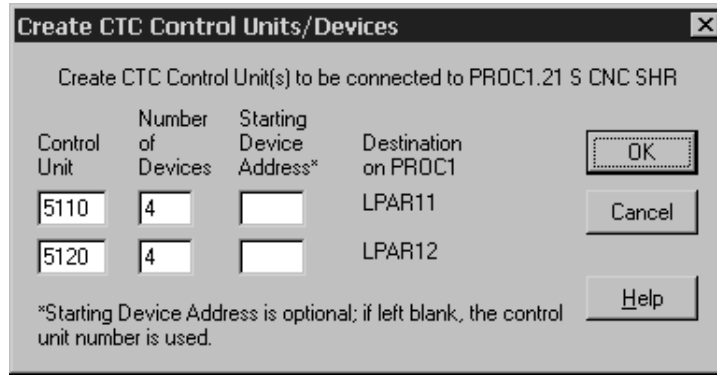 Create CTC Control Units/Devices
Create CTC Control Unit(s) to be connected to PROC1.21 S CNC SHR
Control Unit
Number of Devices
Starting Device Address*
Destination on PROC1
5110 4 LPAR11
5120 4 LPAR12
*Starting Device Address is optional; if left blank, the control
unit number is used.
OK
Cancel
Help